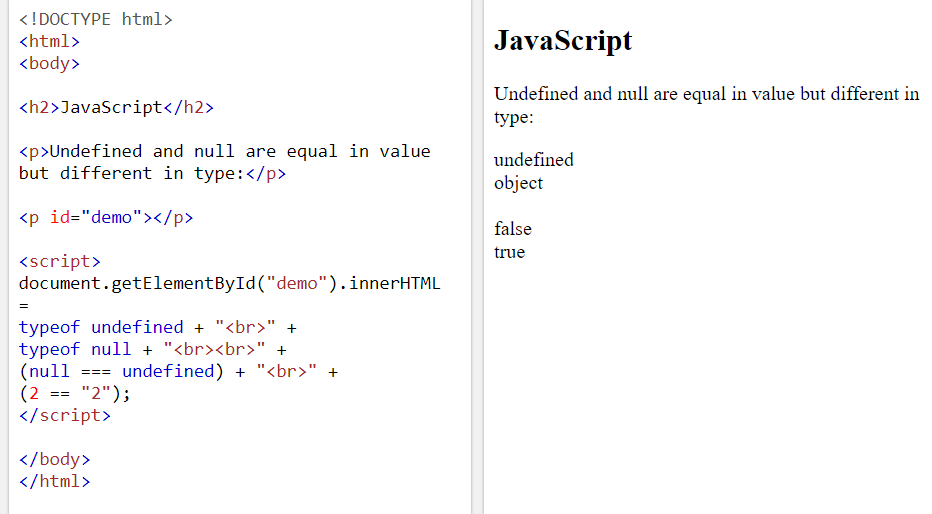 <!DOCTYPE html>
<html>
<body>
<h2>JavaScript</h2>
<p>Undefined and null are equal in value
but different in type:</p>
<p id="demo"></p>
<script>
document.getElementById("demo").innerHTML
=
typeof undefined + "<br>" +
typeof null + "<br><br>" +
(null === undefined) + "<br>" +
(2 == "2");
</script>
</body>
</html>
JavaScript
Undefined and null are equal in value but different in
type:
undefined
object
false
true